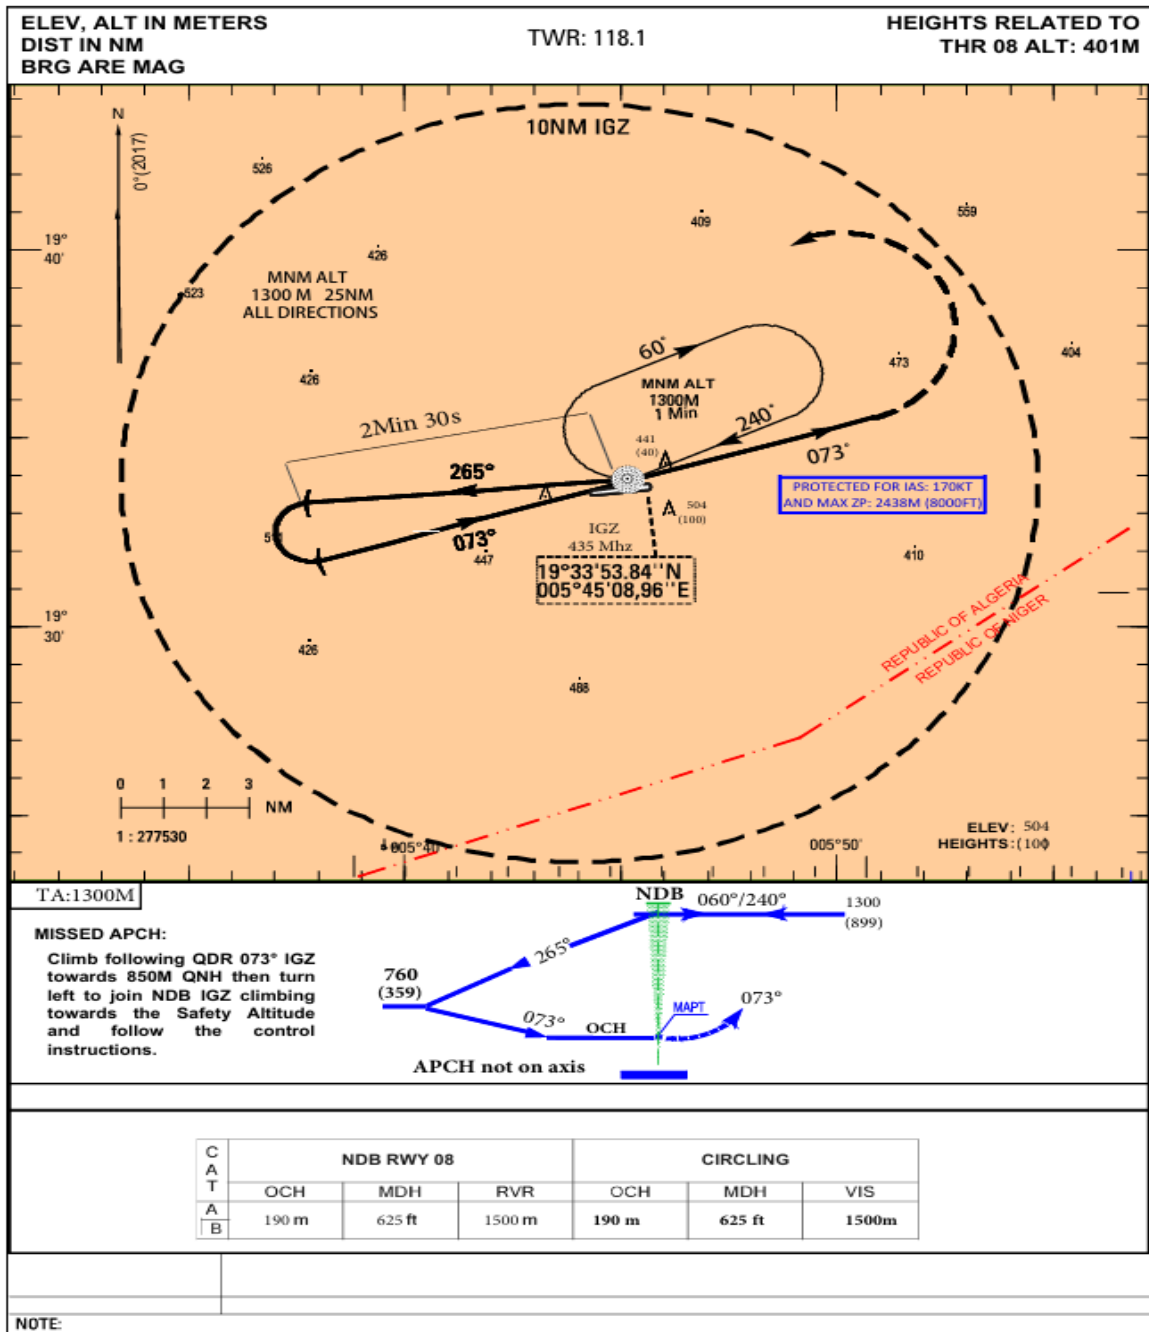 ELEV, ALT IN METERS
DIST IN NM
BRG ARE MAG
TWR: 118.1
HEIGHTS RELATED TO
THR 08 ALT: 401M
10NM IGZ
N
0°(2017)
526
409
559
19°
40'
426
MNM ALT
1300 M 25NM
ALL DIRECTIONS
523
404
473
426
60°
MNM ALT
1300M
1 Min
240°
2Min 30s
441
(40)
073°
265°
PROTECTED FOR IAS: 170KT
AND MAX ZP: 2438M (8000FT)
504
(100)
IGZ
435 Mhz
073°
447
410
19°33'53.84''N
005°45'08,96''E
19°
30'
REPUBLIC OF ALGERIA
REPUBLIC OF NIGER
426
488
0 1 2 3 NM
1 : 277530
005°40'
005°50'
ELEV: 504
HEIGHTS:(100
TA:1300M
MISSED APCH:
Climb following QDR 073° IGZ
towards 850M QNH then turn
left to join NDB IGZ climbing
towards the Safety Altitude
and follow the control
instructions.
NDB
060°/240°
1300
(899)
265°
760
(359)
073°
OCH
MAPT
073°
APCH not on axis
CAT
NDB RWY 08
CIRCLING
OCH MDH RVR OCH MDH VIS
A
B
190 m 625 ft 1500 m 190 m 625 ft 1500m
NOTE: